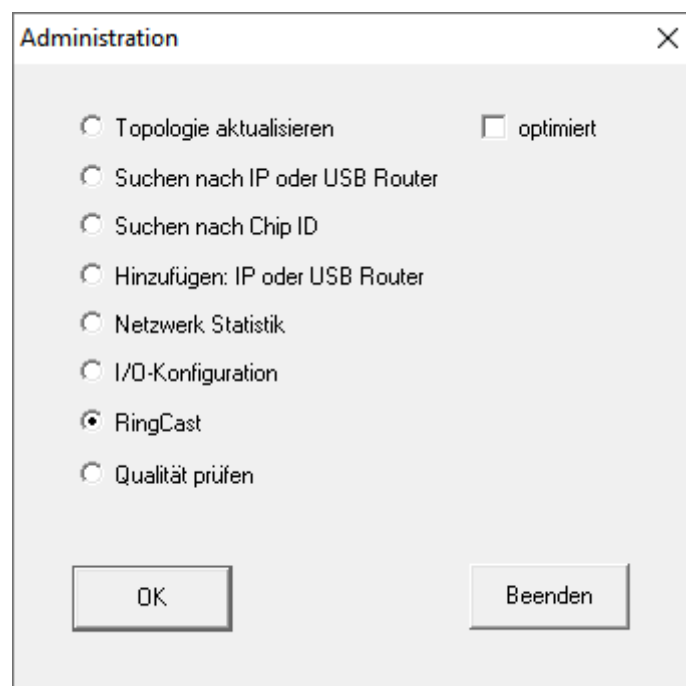 Administration
Topologie aktualisieren
optimiert
Suchen nach IP oder USB Router
Suchen nach Chip ID
Hinzufügen: IP oder USB Router
Netzwerk Statistik
I/O-Konfiguration
RingCast
Qualität prüfen
OK
Beenden